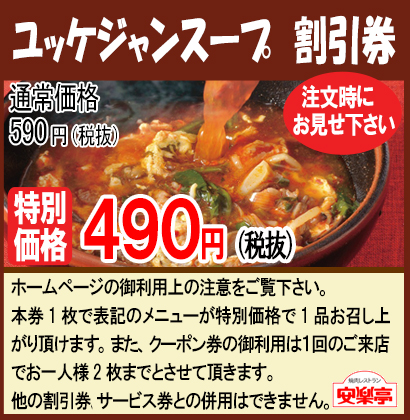 ユッケジャンスープ 割引券
通常価格
590円(税抜)
注文時に
お見せ下さい
特別
価格
490円(税抜)
ホームページの御利用上の注意をご覧下さい。
本券1枚で表記のメニューが特別価格で1品お召し上
がり頂けます。また、クーポン券の御利用は1回のご来店
でお一人様2枚までとさせて頂きます。
他の割引券、サービス券との併用はできません。
焼肉レストラン
安楽亭